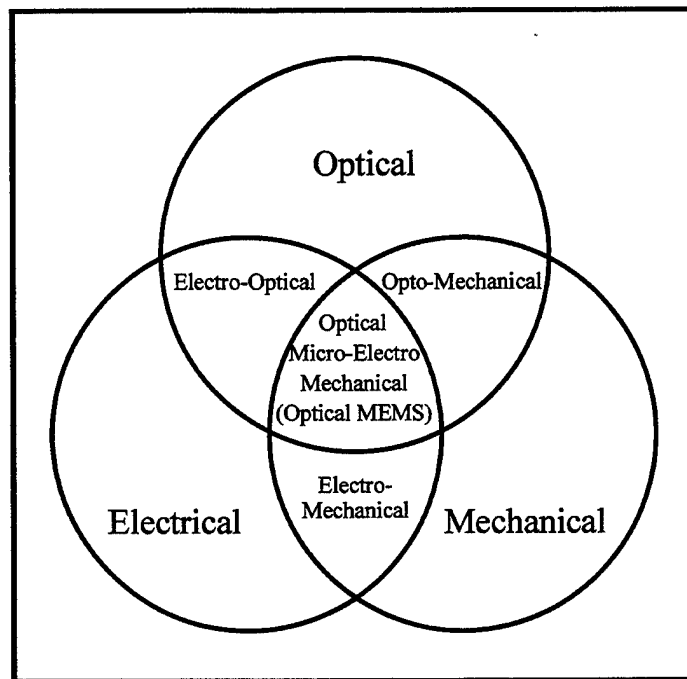 Optical
Electro-Optical
Opto-Mechanical
Optical
Micro-Electro
Mechanical
(Optical MEMS)
Electro-
Mechanical
Electrical
Mechanical